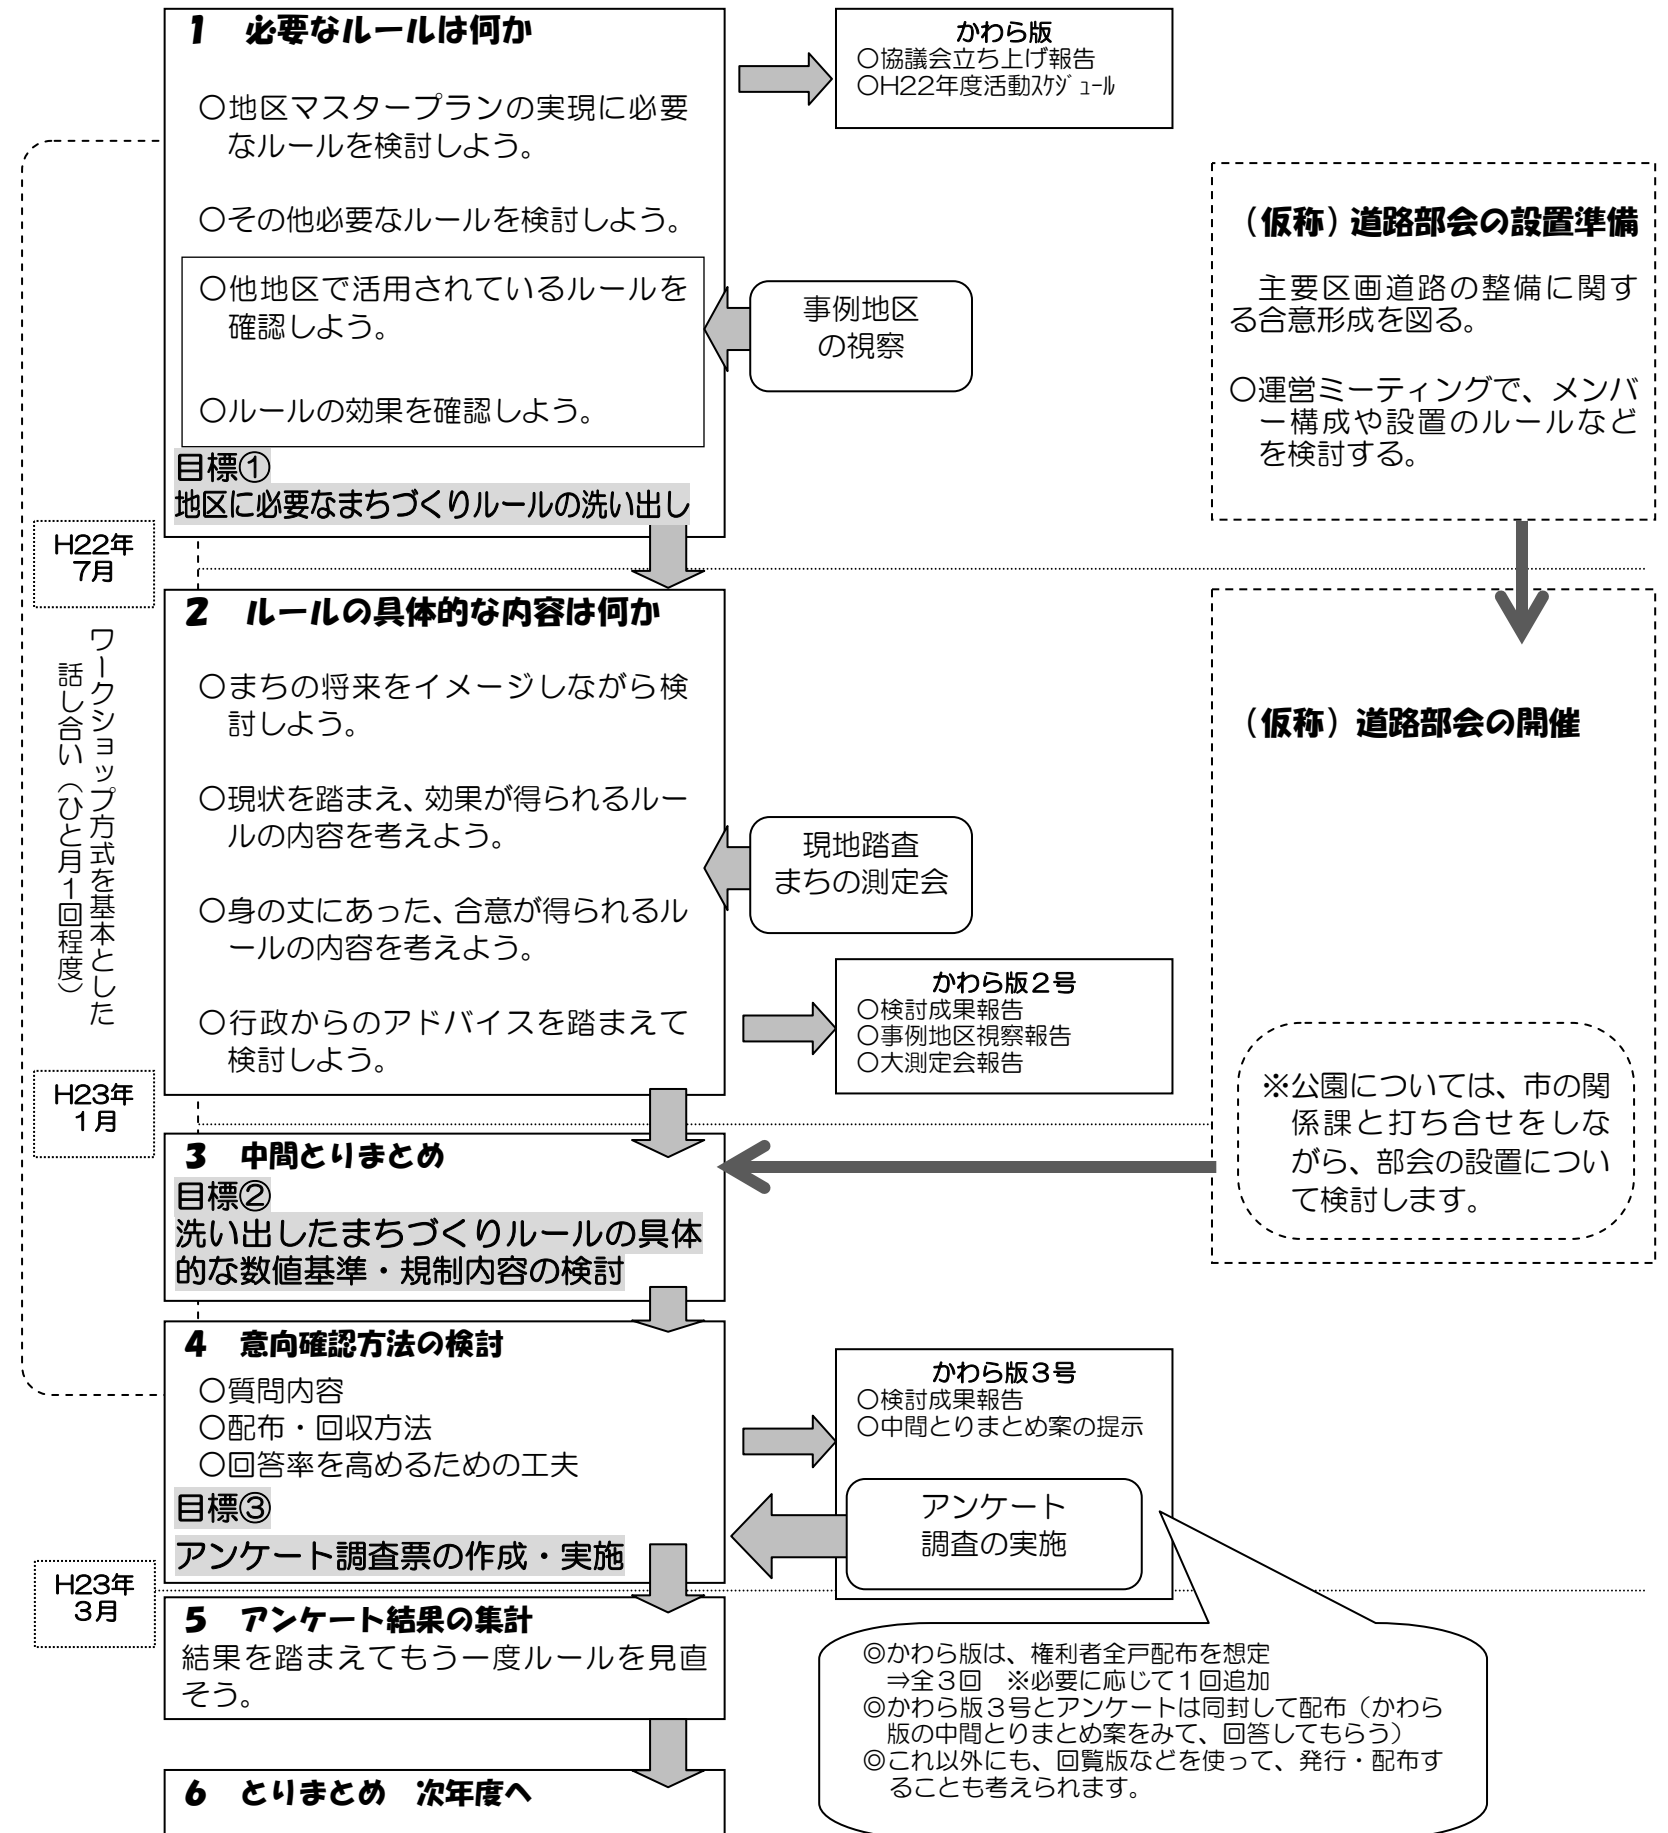 1　必要なルールは何か
○地区マスタープランの実現に必要
なルールを検討しよう。
○その他必要なルールを検討しよう。
○他地区で活用されているルールを
確認しよう。
○ルールの効果を確認しよう。
目標①
地区に必要なまちづくりルールの洗い出し
事例地区
の視察
かわら版
○協議会立ち上げ報告
○H22年度活動ｽｹｼﾞｭｰﾙ
（仮称）道路部会の設置準備
主要区画道路の整備に関す
る合意形成を図る。
○運営ミーティングで、メンバ
ー構成や設置のルールなど
を検討する。
H22年
7月
ワークショップ方式を基本とした
話し合い（ひと月１回程度）
2　ルールの具体的な内容は何か
○まちの将来をイメージしながら検
討しよう。
○現状を踏まえ、効果が得られるルー
ルの内容を考えよう。
○身の丈にあった、合意が得られるル
ールの内容を考えよう。
○行政からのアドバイスを踏まえて
検討しよう。
現地踏査
まちの測定会
かわら版２号
○検討成果報告
○事例地区視察報告
○大測定会報告
（仮称）道路部会の開催
※公園については、市の関
係課と打ち合せをしな
がら、部会の設置につい
て検討します。
H23年
1月
3　中間とりまとめ
目標②
洗い出したまちづくりルールの具体
的な数値基準・規制内容の検討
4　意向確認方法の検討
○質問内容
○配布・回収方法
○回答率を高めるための工夫
目標③
アンケート調査票の作成・実施
かわら版３号
○検討成果報告
○中間とりまとめ案の提示
アンケート
調査の実施
H23年
3月
5　アンケート結果の集計
結果を踏まえてもう一度ルールを見直
そう。
◎かわら版は、権利者全戸配布を想定
⇒全３回　※必要に応じて１回追加
◎かわら版３号とアンケートは同封して配布（かわら
版の中間とりまとめ案をみて、回答してもらう）
◎これ以外にも、回覧版などを使って、発行・配布す
ることも考えられます。
6　とりまとめ　次年度へ